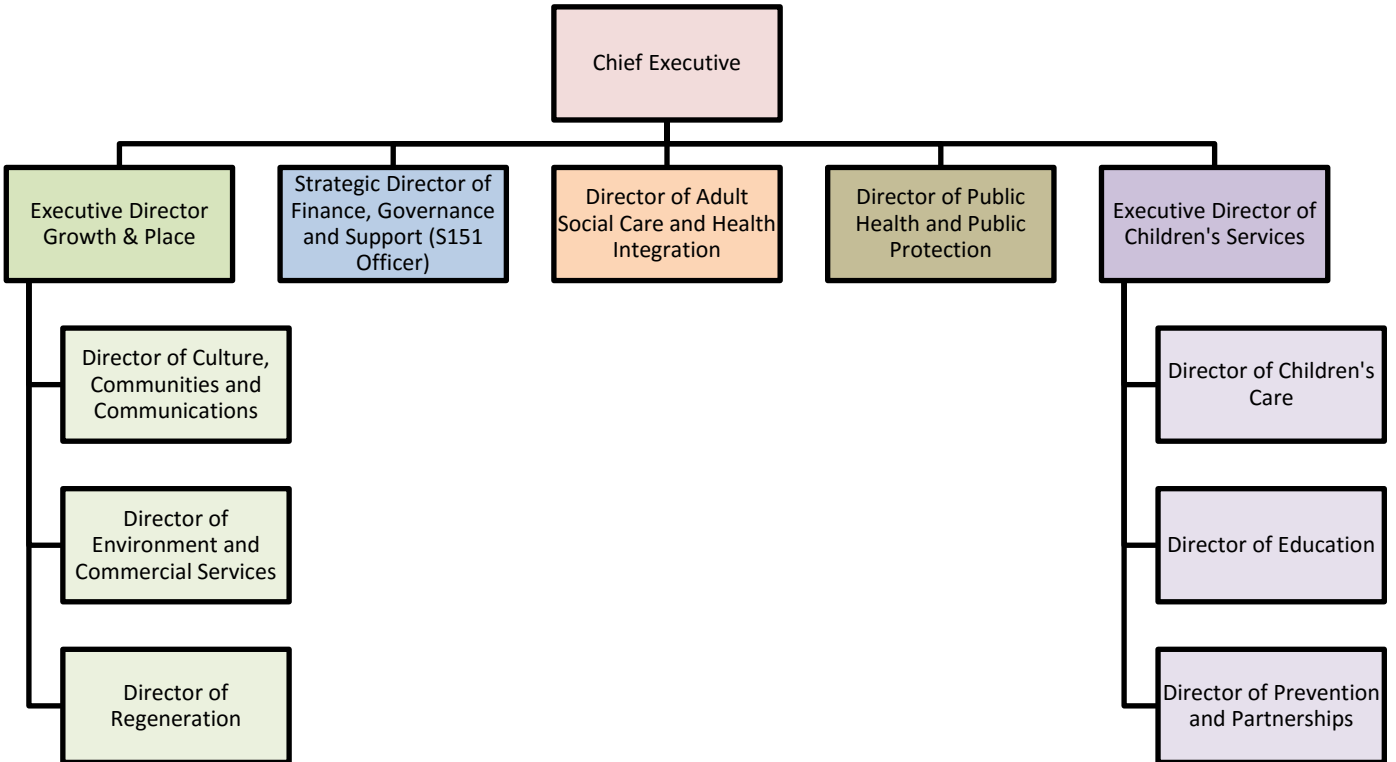 Chief Executive
Executive Director
Growth & Place
Strategic Director of
Finance, Governance
and Support (S151
Officer)
Director of Adult
Social Care and Health
Integration
Director of Public
Health and Public
Protection
Executive Director of
Children's Services
Director of Culture,
Communities and
Communications
Director of
Environment and
Commercial Services
Director of
Regeneration
Director of Children's
Care
Director of Education
Director of Prevention
and Partnerships